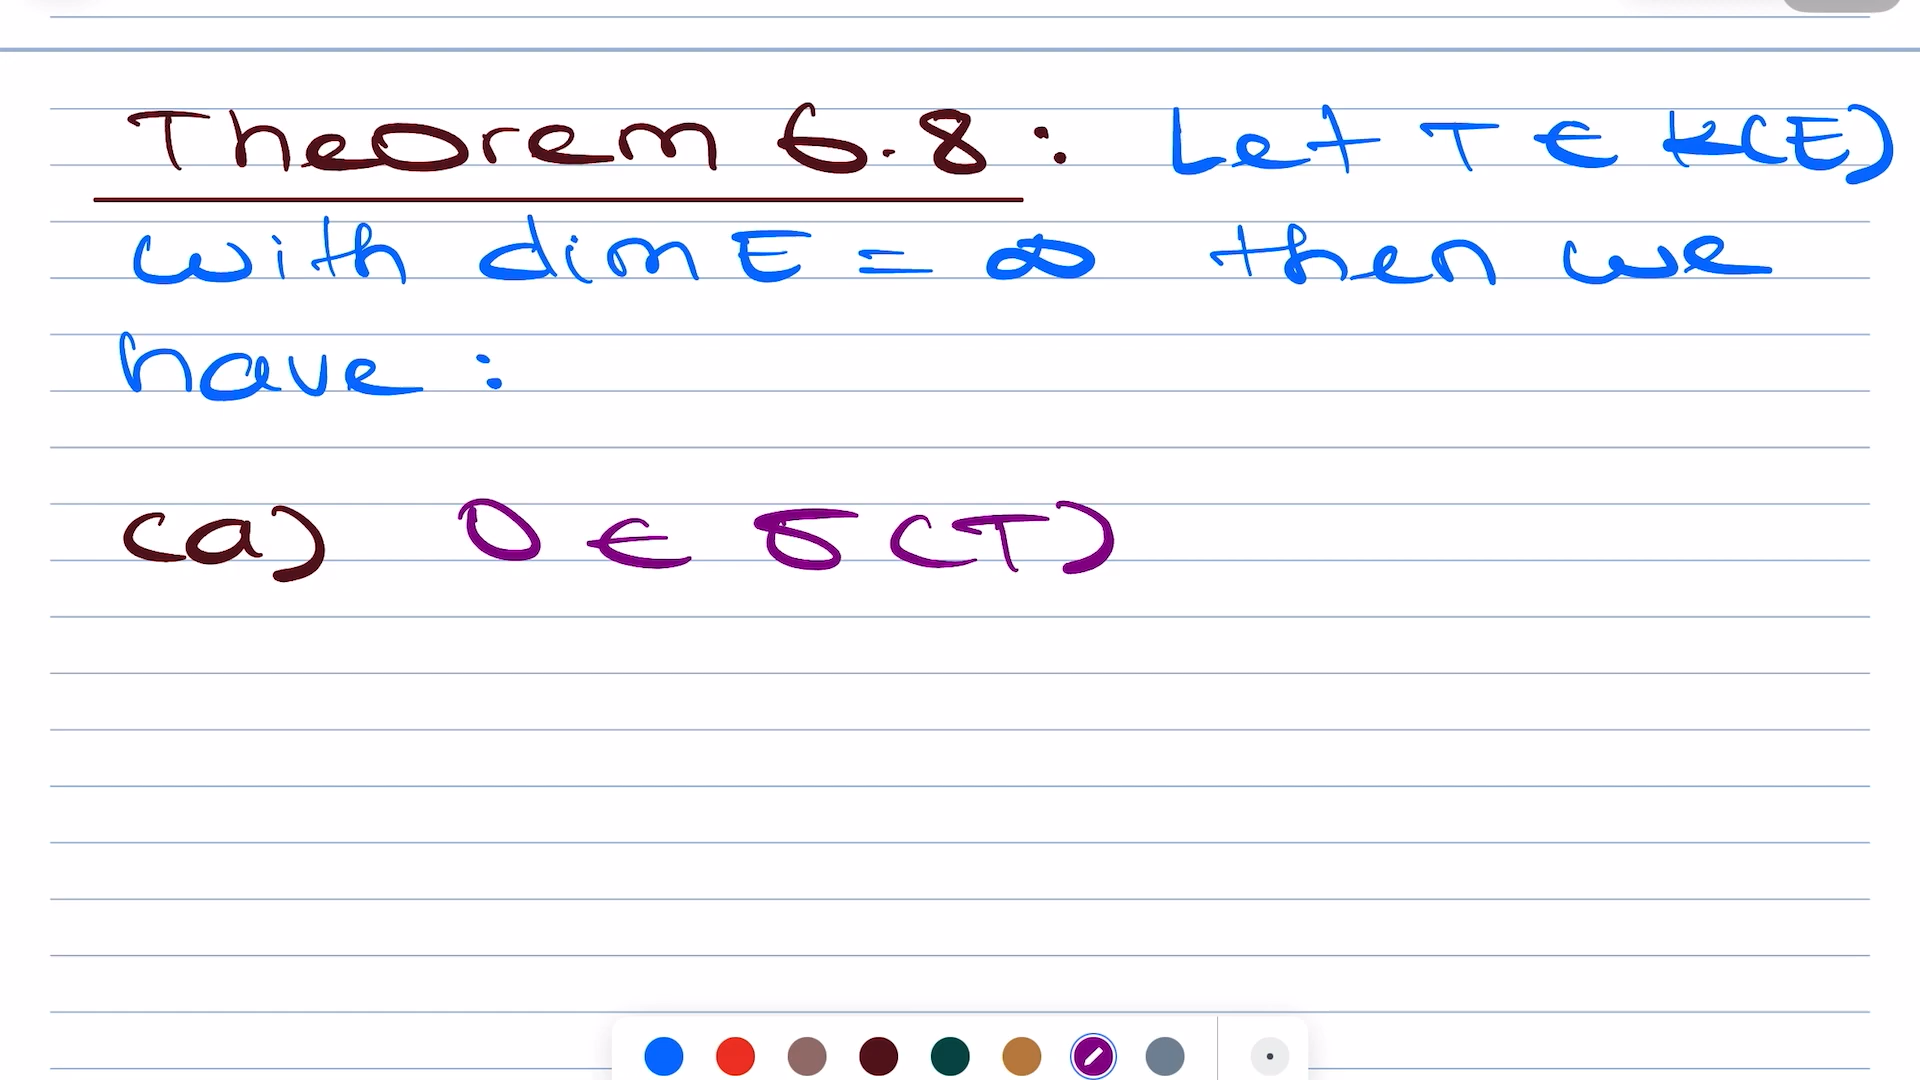 Theorem 6.8 : Let T ∈ K(E)
with dim E = ∞ then we
have :
(a) 0 ∈ σ(T)